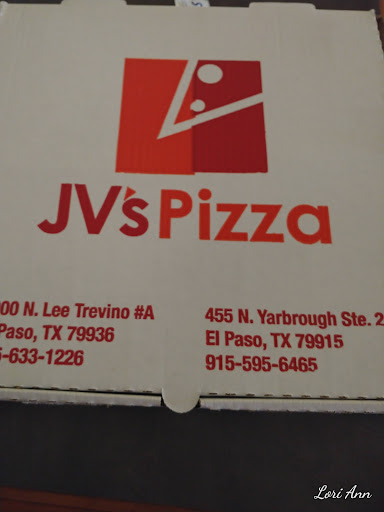 JV's Pizza
00 N. Lee Trevino #A
Paso, TX 79936
-633-1226
455 N. Yarbrough Ste. 2
El Paso, TX 79915
915-595-6465
Lori Ann